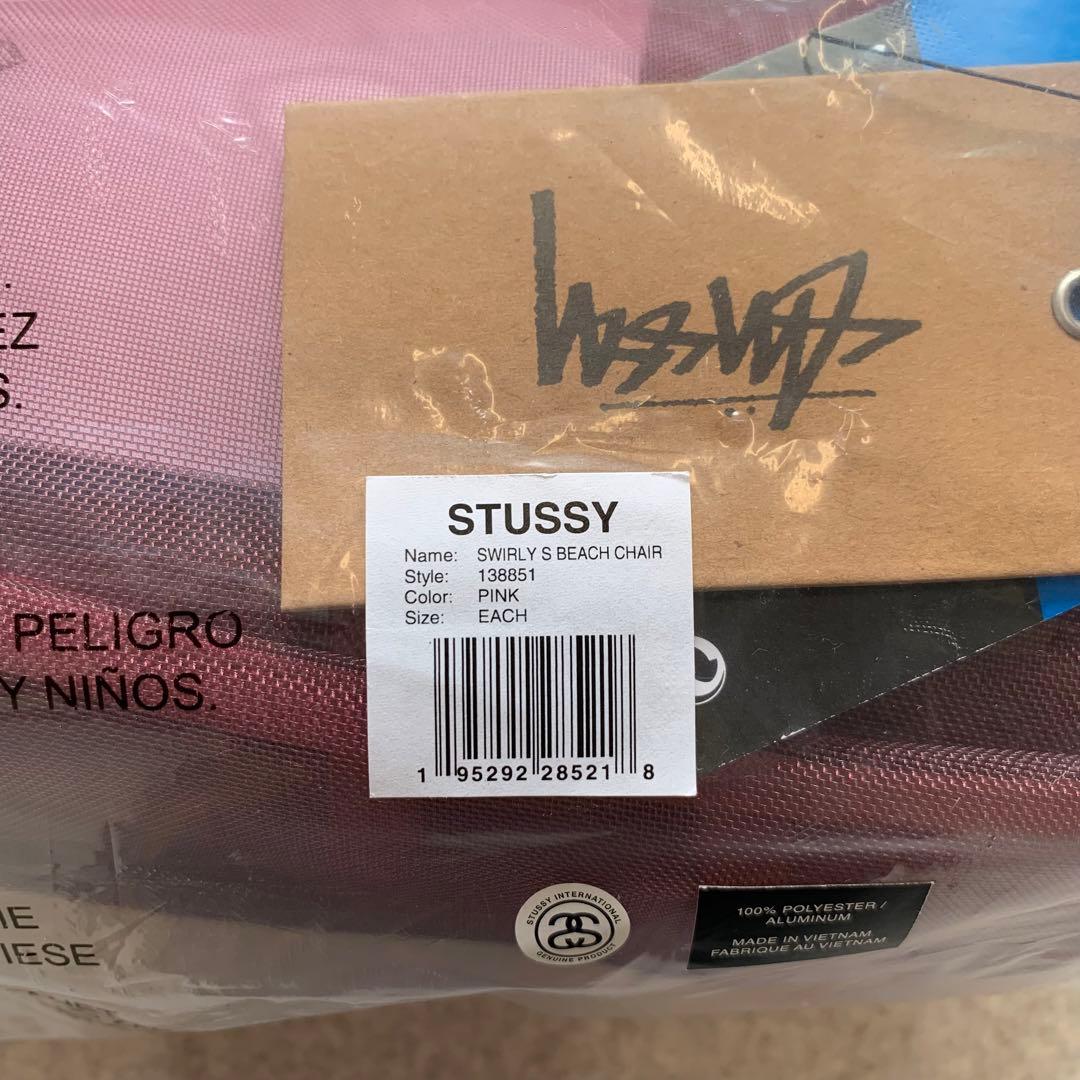 EZ
S.
STUSSY
Name: SWIRLY S BEACH CHAIR
Style: 138851
Color: PINK
Size: EACH
1 95292 28521 8
PELIGRO
Y NIÑOS.
IESE
STUSSY INTERNATIONAL
GENUINE PRODUCT
100% POLYESTER /
ALUMINUM
MADE IN VIETNAM
FABRIQUE AU VIETNAM